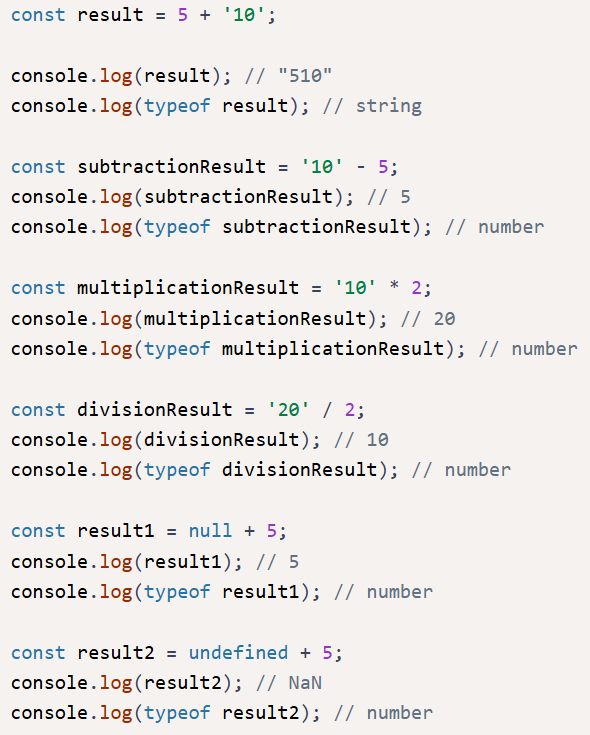 const result = 5 + '10';
console.log(result); // "510"
console.log(typeof result); // string
const subtractionResult = '10' - 5;
console.log(subtractionResult); // 5
console.log(typeof subtractionResult); // number
const multiplicationResult = '10' * 2;
console.log(multiplicationResult); // 20
console.log(typeof multiplicationResult); // number
const divisionResult = '20' / 2;
console.log(divisionResult); // 10
console.log(typeof divisionResult); // number
const result1 = null + 5;
console.log(result1); // 5
console.log(typeof result1); // number
const result2 = undefined + 5;
console.log(result2); // NaN
console.log(typeof result2); // number